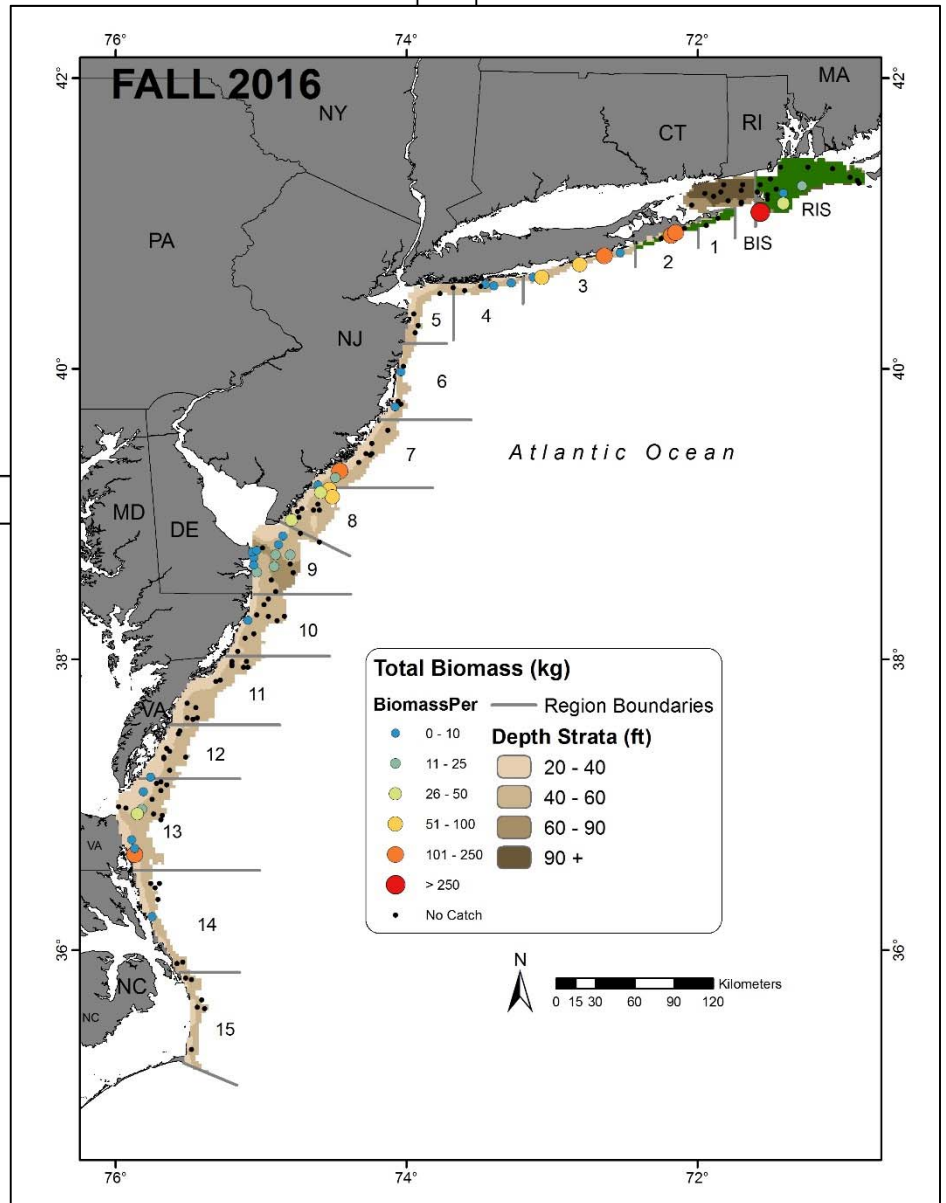 76°
74°
72°
FALL 2016
42°
42°
MA
NY
CT
RI
PA
RIS
BIS
1
2
3
4
5
NJ
6
40°
40°
7
Atlantic Ocean
8
MD
DE
9
10
38°
38°
11
VA
12
13
VA
14
36°
36°
NC
NC
15
Total Biomass (kg)
BiomassPer
Region Boundaries
0 - 10
11 - 25
26 - 50
51 - 100
101 - 250
> 250
No Catch
Depth Strata (ft)
20 - 40
40 - 60
60 - 90
90 +
N
Kilometers
0 15 30 60 90 120
76°
74°
72°